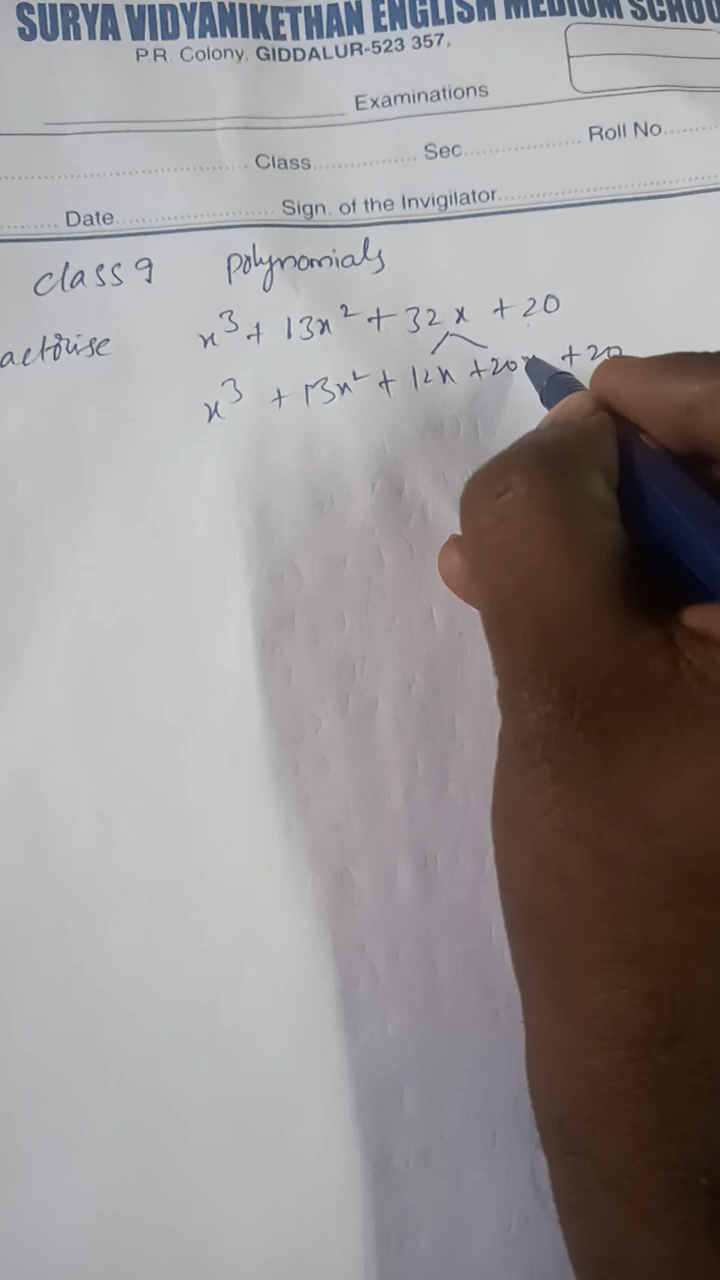 SURYA VIDYANIKETHAN ENGLISH MEDIUM SCHOO
P.R. Colony, GIDDALUR-523 357,
Examinations
Class.............. Sec.............. Roll No........
Date.............. Sign. of the Invigilator..............
class 9 polynomials
actorise x³ + 13x² + 32x + 20
x³ + 13x² + 12x + 20x + 20